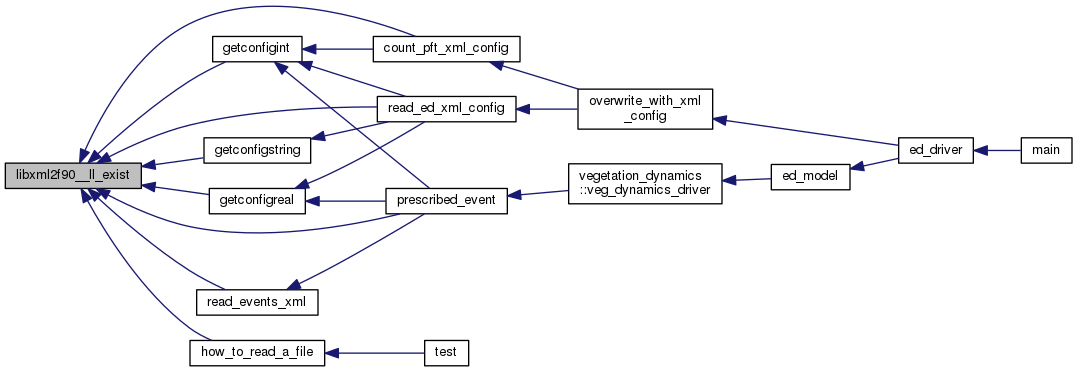 libxml2f90__ll_exist
getconfigint
count_pft_xml_config
read_ed_xml_config
getconfigstring
getconfigreal
prescribed_event
read_events_xml
how_to_read_a_file
test
overwrite_with_xml
_config
vegetation_dynamics
::veg_dynamics_driver
ed_model
ed_driver
main